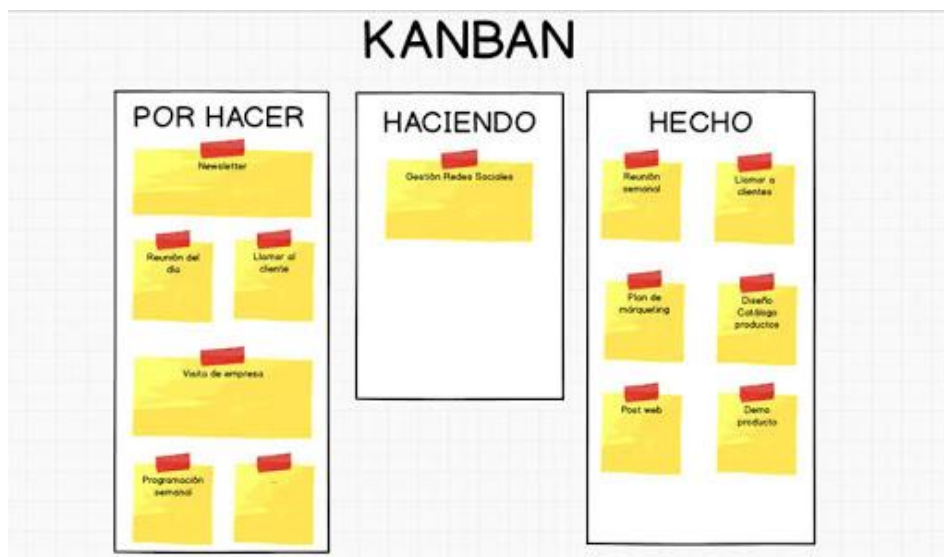 KANBAN
POR HACER
Newsletter
Reunión del
día
Llamar al
cliente
Visita de empresa
Programación
semanal
HACIENDO
Gestión Redes Sociales
HECHO
Reunión
semanal
Llamar a
clientes
Plan de
márqueting
Diseño
Catálogo
productos
Post web
Demo
producto